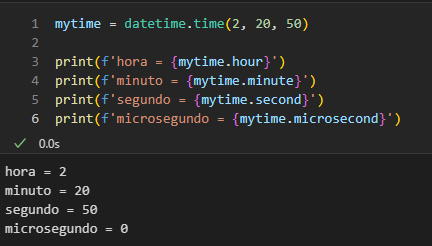 1 mytime = datetime.time(2, 20, 50)
2
3 print(f'hora = {mytime.hour}')
4 print(f'minuto = {mytime.minute}')
5 print(f'segundo = {mytime.second}')
6 print(f'microsegundo = {mytime.microsecond}')
0.0s
hora = 2
minuto = 20
segundo = 50
microsegundo = 0